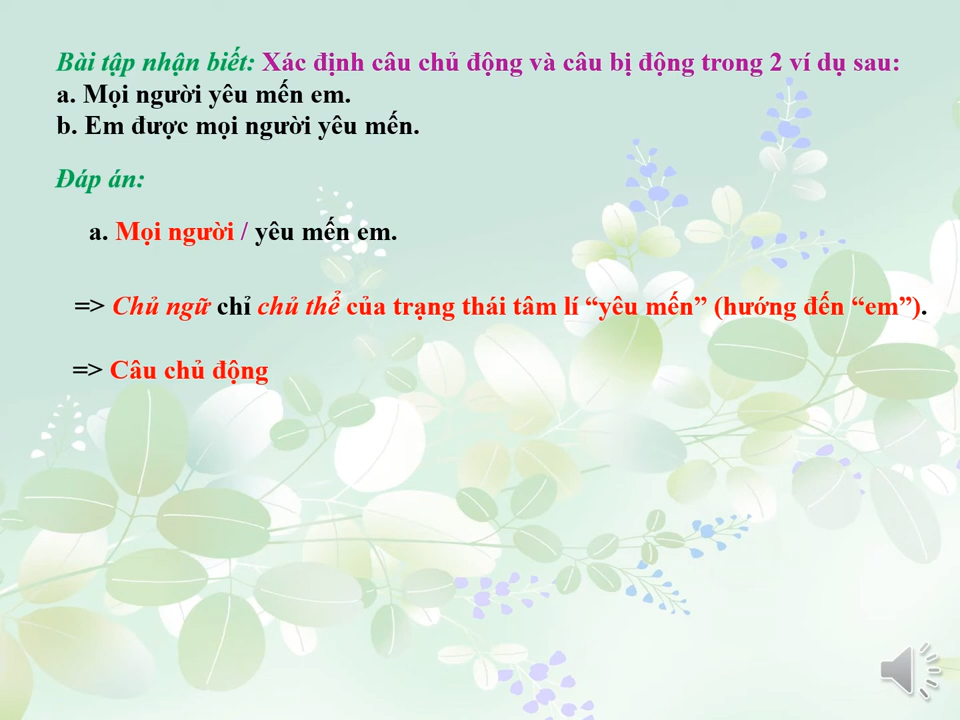 Bài tập nhận biết: Xác định câu chủ động và câu bị động trong 2 ví dụ sau:
a. Mọi người yêu mến em.
b. Em được mọi người yêu mến.
Đáp án:
a. Mọi người / yêu mến em.
=> Chủ ngữ chỉ chủ thể của trạng thái tâm lí “yêu mến” (hướng đến “em”).
=> Câu chủ động